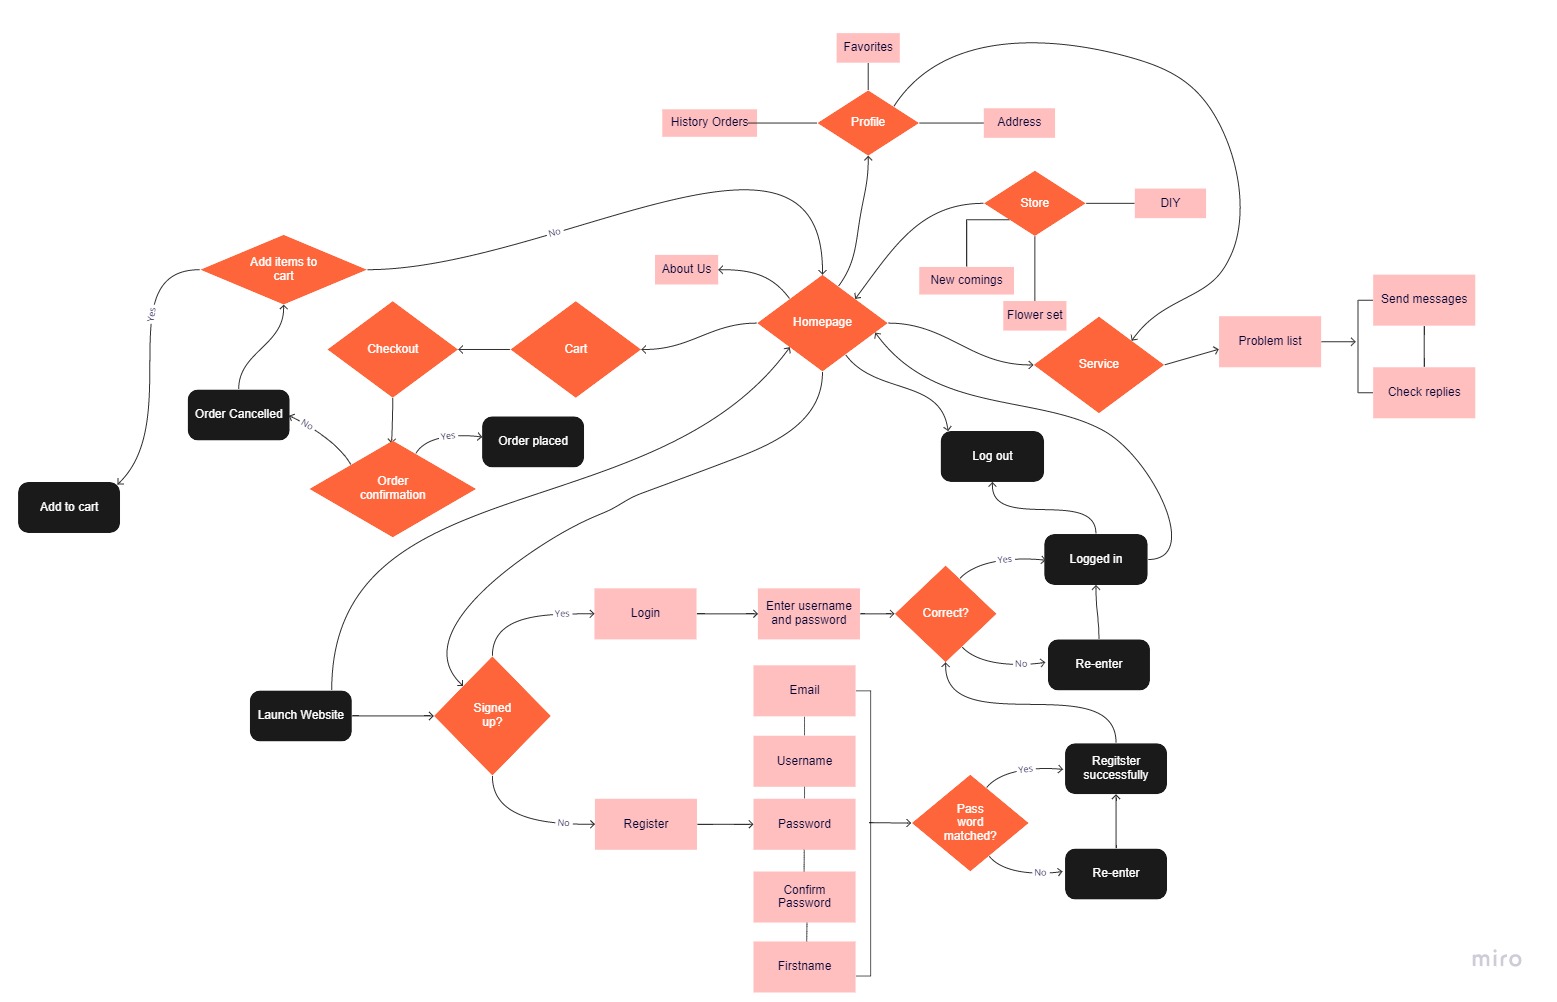 Favorites
History Orders
Profile
Address
Store
DIY
No
Add items to
cart
About Us
New comings
Flower set
Send messages
Yes
Homepage
Checkout
Cart
Service
Problem list
Check replies
Order Cancelled
No
Yes
Order placed
Log out
Order
confirmation
Add to cart
Logged in
Yes
Yes
Login
Enter username
and password
Correct?
No
Re-enter
Launch Website
Signed
up?
Email
Username
Yes
Regitster
successfully
No
Register
Password
Pass
word
matched?
No
Re-enter
Confirm
Password
Firstname
miro